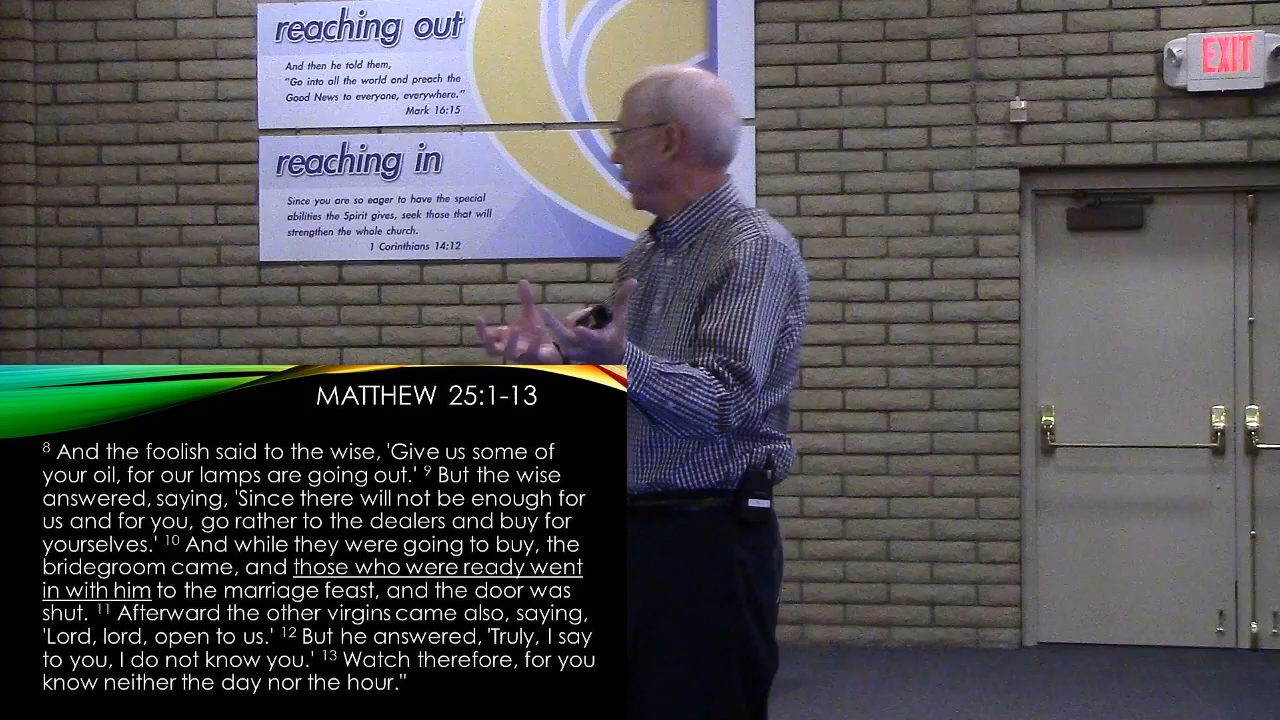 reaching out
And then he told them,
"Go into all the world and preach the
Good News to everyone, everywhere."
Mark 16:15
reaching in
Since you are so eager to have the special
abilities the Spirit gives, seek those that will
strengthen the whole church.
1 Corinthians 14:12
EXIT
MATTHEW 25:1-13
8 And the foolish said to the wise, 'Give us some of
your oil, for our lamps are going out.' 9 But the wise
answered, saying, 'Since there will not be enough for
us and for you, go rather to the dealers and buy for
yourselves.' 10 And while they were going to buy, the
bridegroom came, and those who were ready went
in with him to the marriage feast, and the door was
shut. 11 Afterward the other virgins came also, saying,
'Lord, lord, open to us.' 12 But he answered, 'Truly, I say
to you, I do not know you.' 13 Watch therefore, for you
know neither the day nor the hour."